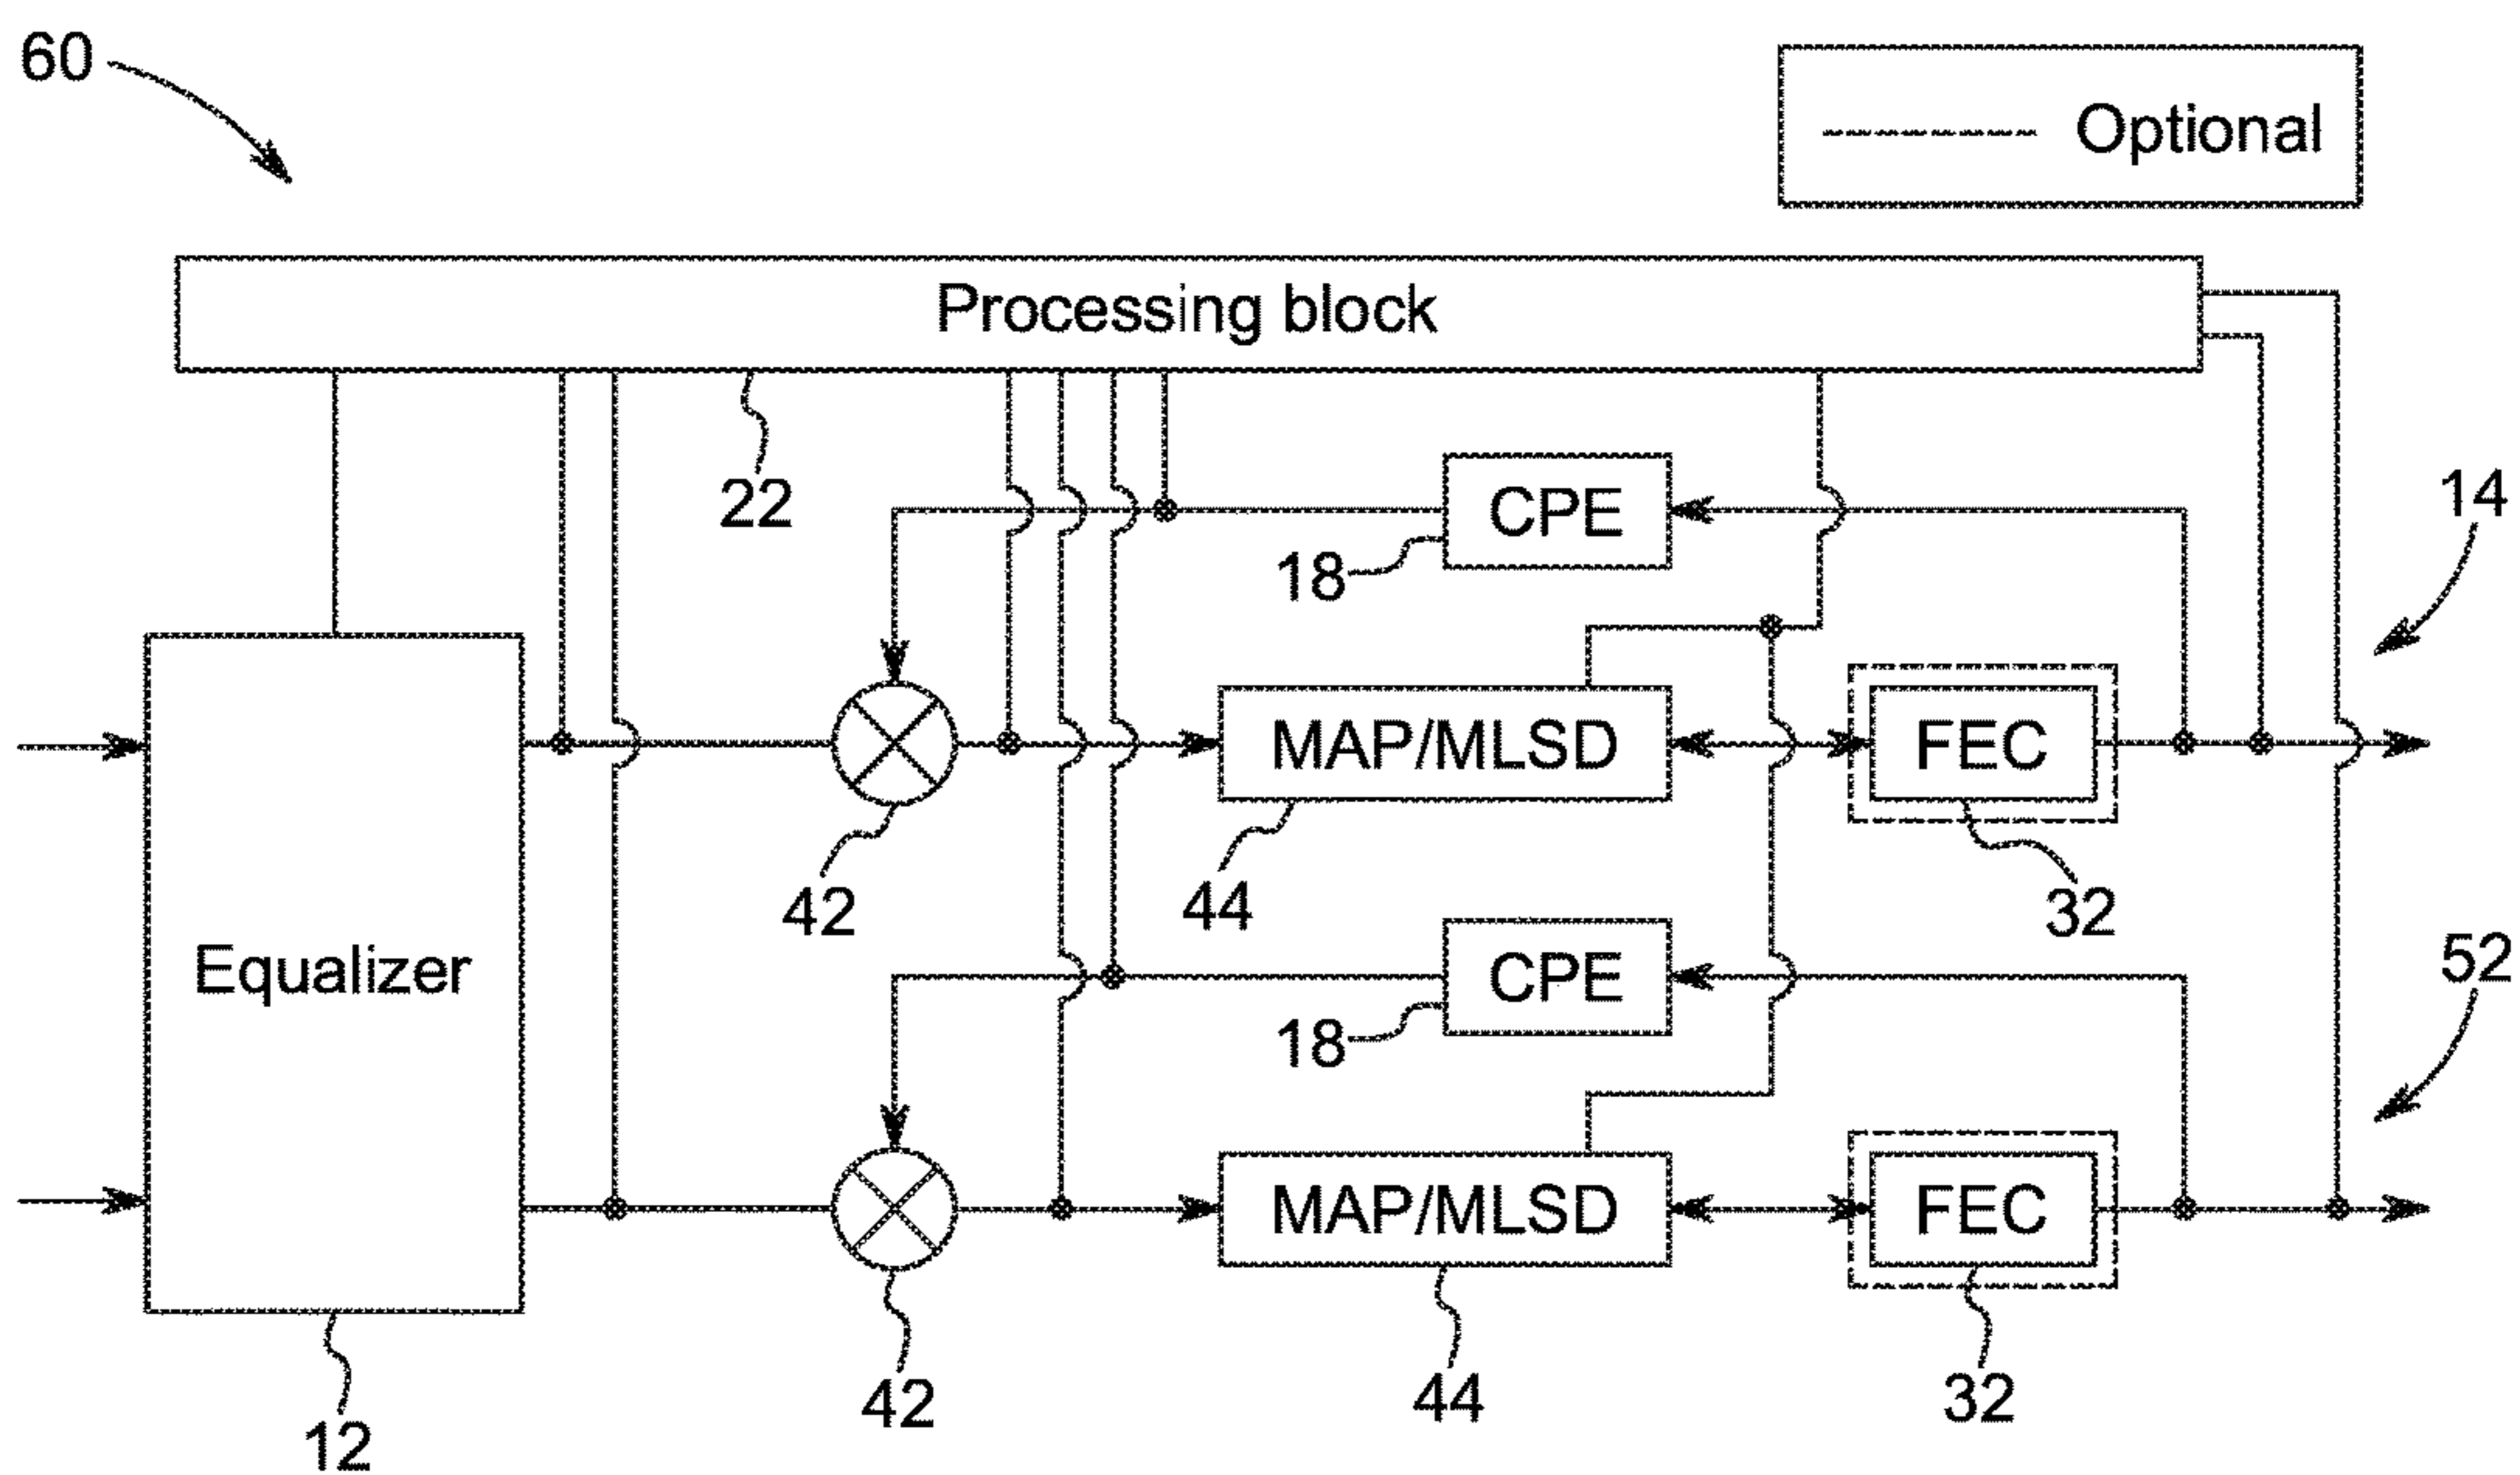 60
Optional
Processing block
22
CPE
14
18
MAP/MLSD
FEC
42
44
32
Equalizer
CPE
52
18
MAP/MLSD
FEC
42
44
32
12